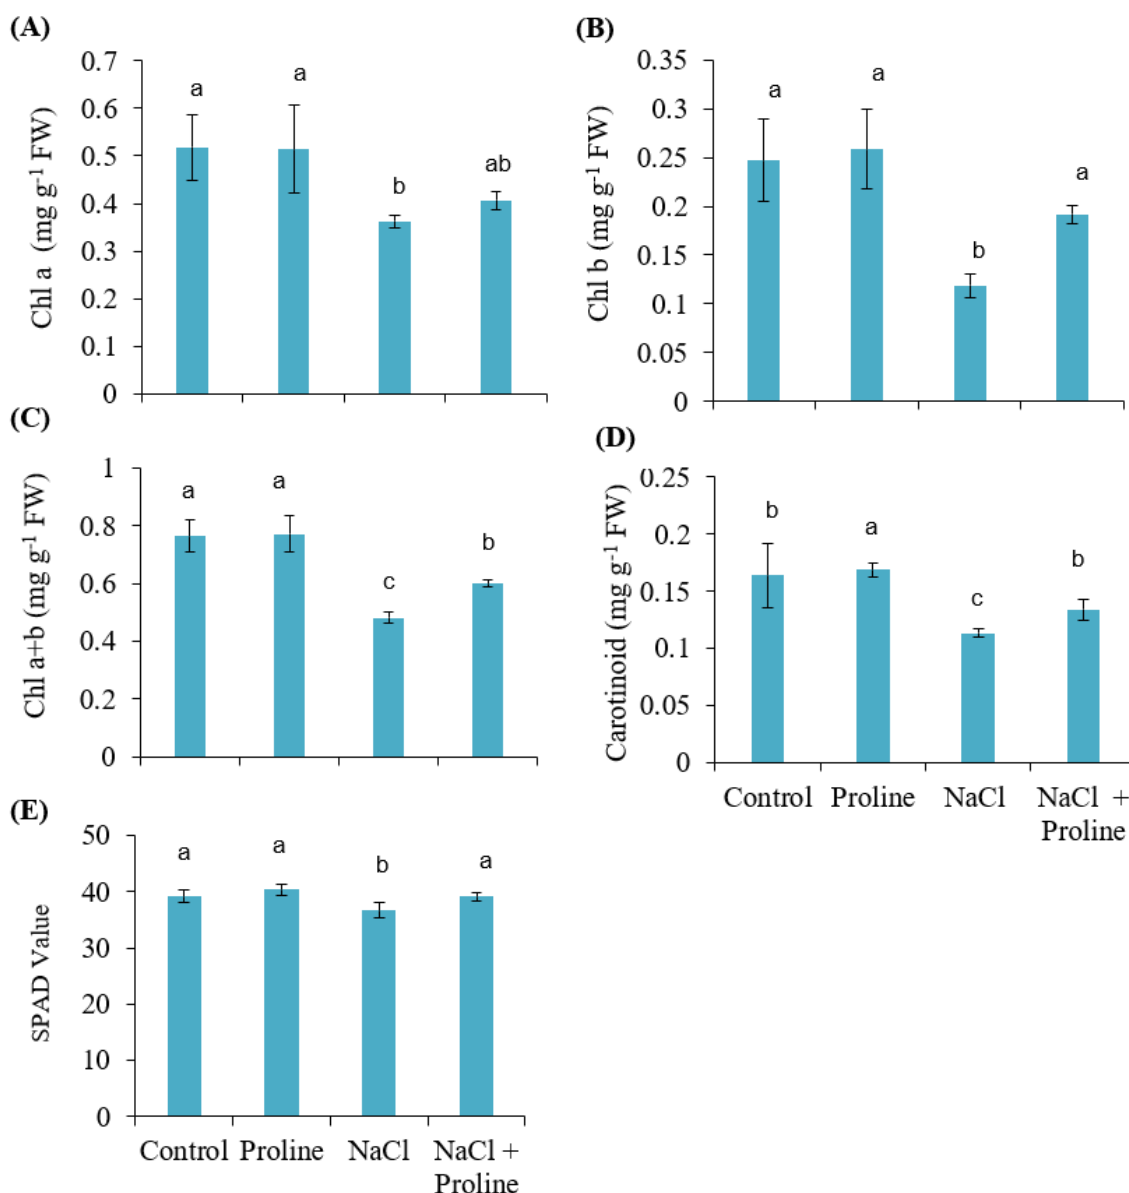 (A)
Chl a (mg g-1 FW)
0.7
0.6
0.5
0.4
0.3
0.2
0.1
0
a
a
b
ab
(B)
Chl b (mg g-1 FW)
0.35
0.3
0.25
0.2
0.15
0.1
0.05
0
a
a
b
a
(C)
Chl a+b (mg g-1 FW)
1
0.8
0.6
0.4
0.2
0
a
a
c
b
(D)
Carotinoid (mg g-1 FW)
0.25
0.2
0.15
0.1
0.05
0
b
a
c
b
Control Proline NaCl NaCl +
Proline
(E)
SPAD Value
50
40
30
20
10
0
a
a
b
a
Control Proline NaCl NaCl +
Proline